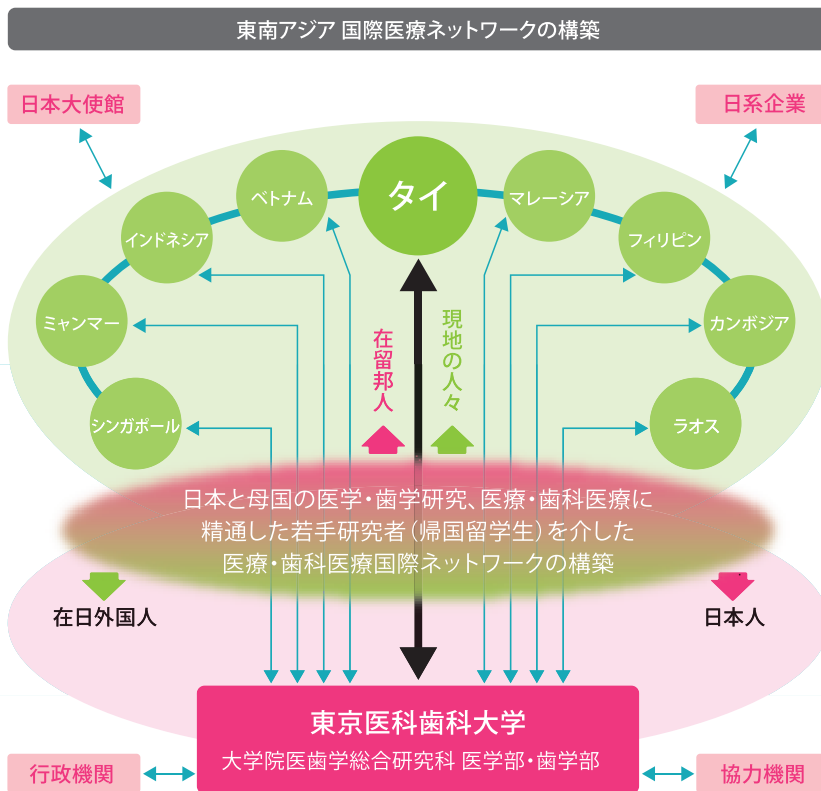 東南アジア 国際医療ネットワークの構築
日本大使館
日系企業
タイ
ベトナム
マレーシア
インドネシア
フィリピン
ミャンマー
カンボジア
シンガポール
ラオス
在留邦人
現地の人々
日本と母国の医学・歯学研究、医療・歯科医療に
精通した若手研究者（帰国留学生）を介した
医療・歯科医療国際ネットワークの構築
在日外国人
日本人
東京医科歯科大学
大学院医歯学総合研究科 医学部・歯学部
行政機関
協力機関